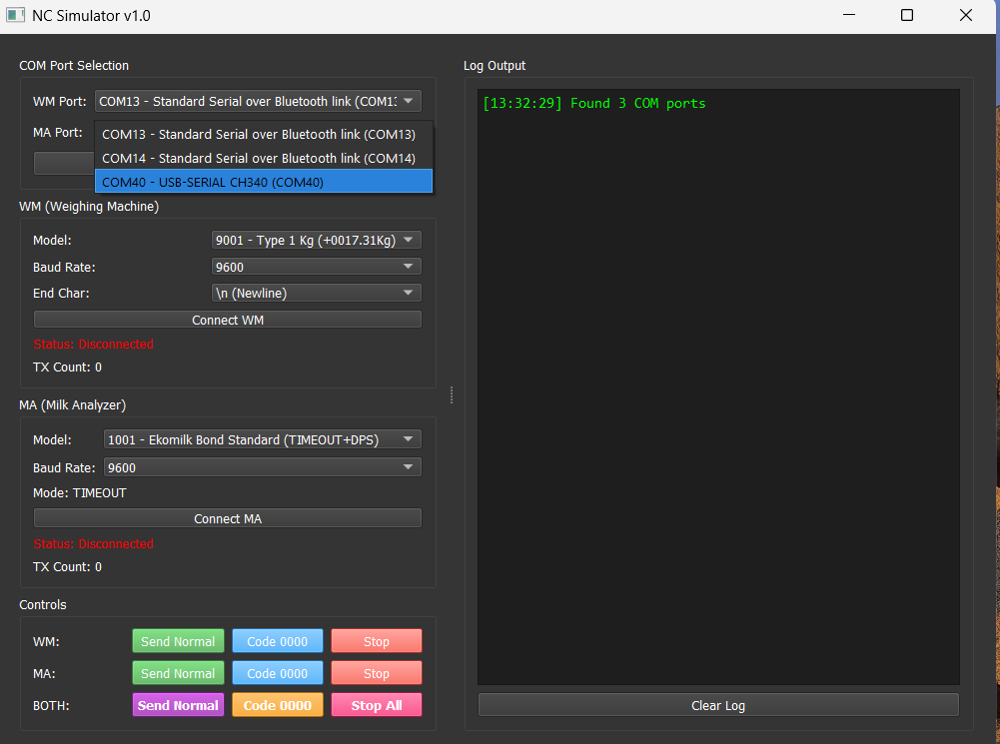 NC Simulator v1.0
COM Port Selection
WM Port: COM13 - Standard Serial over Bluetooth link (COM13
MA Port:
COM13 - Standard Serial over Bluetooth link (COM13)
COM14 - Standard Serial over Bluetooth link (COM14)
COM40 - USB-SERIAL CH340 (COM40)
WM (Weighing Machine)
Model: 9001 - Type 1 Kg (+0017.31Kg)
Baud Rate: 9600
End Char: \n (Newline)
Connect WM
Status: Disconnected
TX Count: 0
MA (Milk Analyzer)
Model: 1001 - Ekomilk Bond Standard (TIMEOUT+DPS)
Baud Rate: 9600
Mode: TIMEOUT
Connect MA
Status: Disconnected
TX Count: 0
Controls
WM: Send Normal Code 0000 Stop
MA: Send Normal Code 0000 Stop
BOTH: Send Normal Code 0000 Stop All
Log Output
[13:32:29] Found 3 COM ports
Clear Log